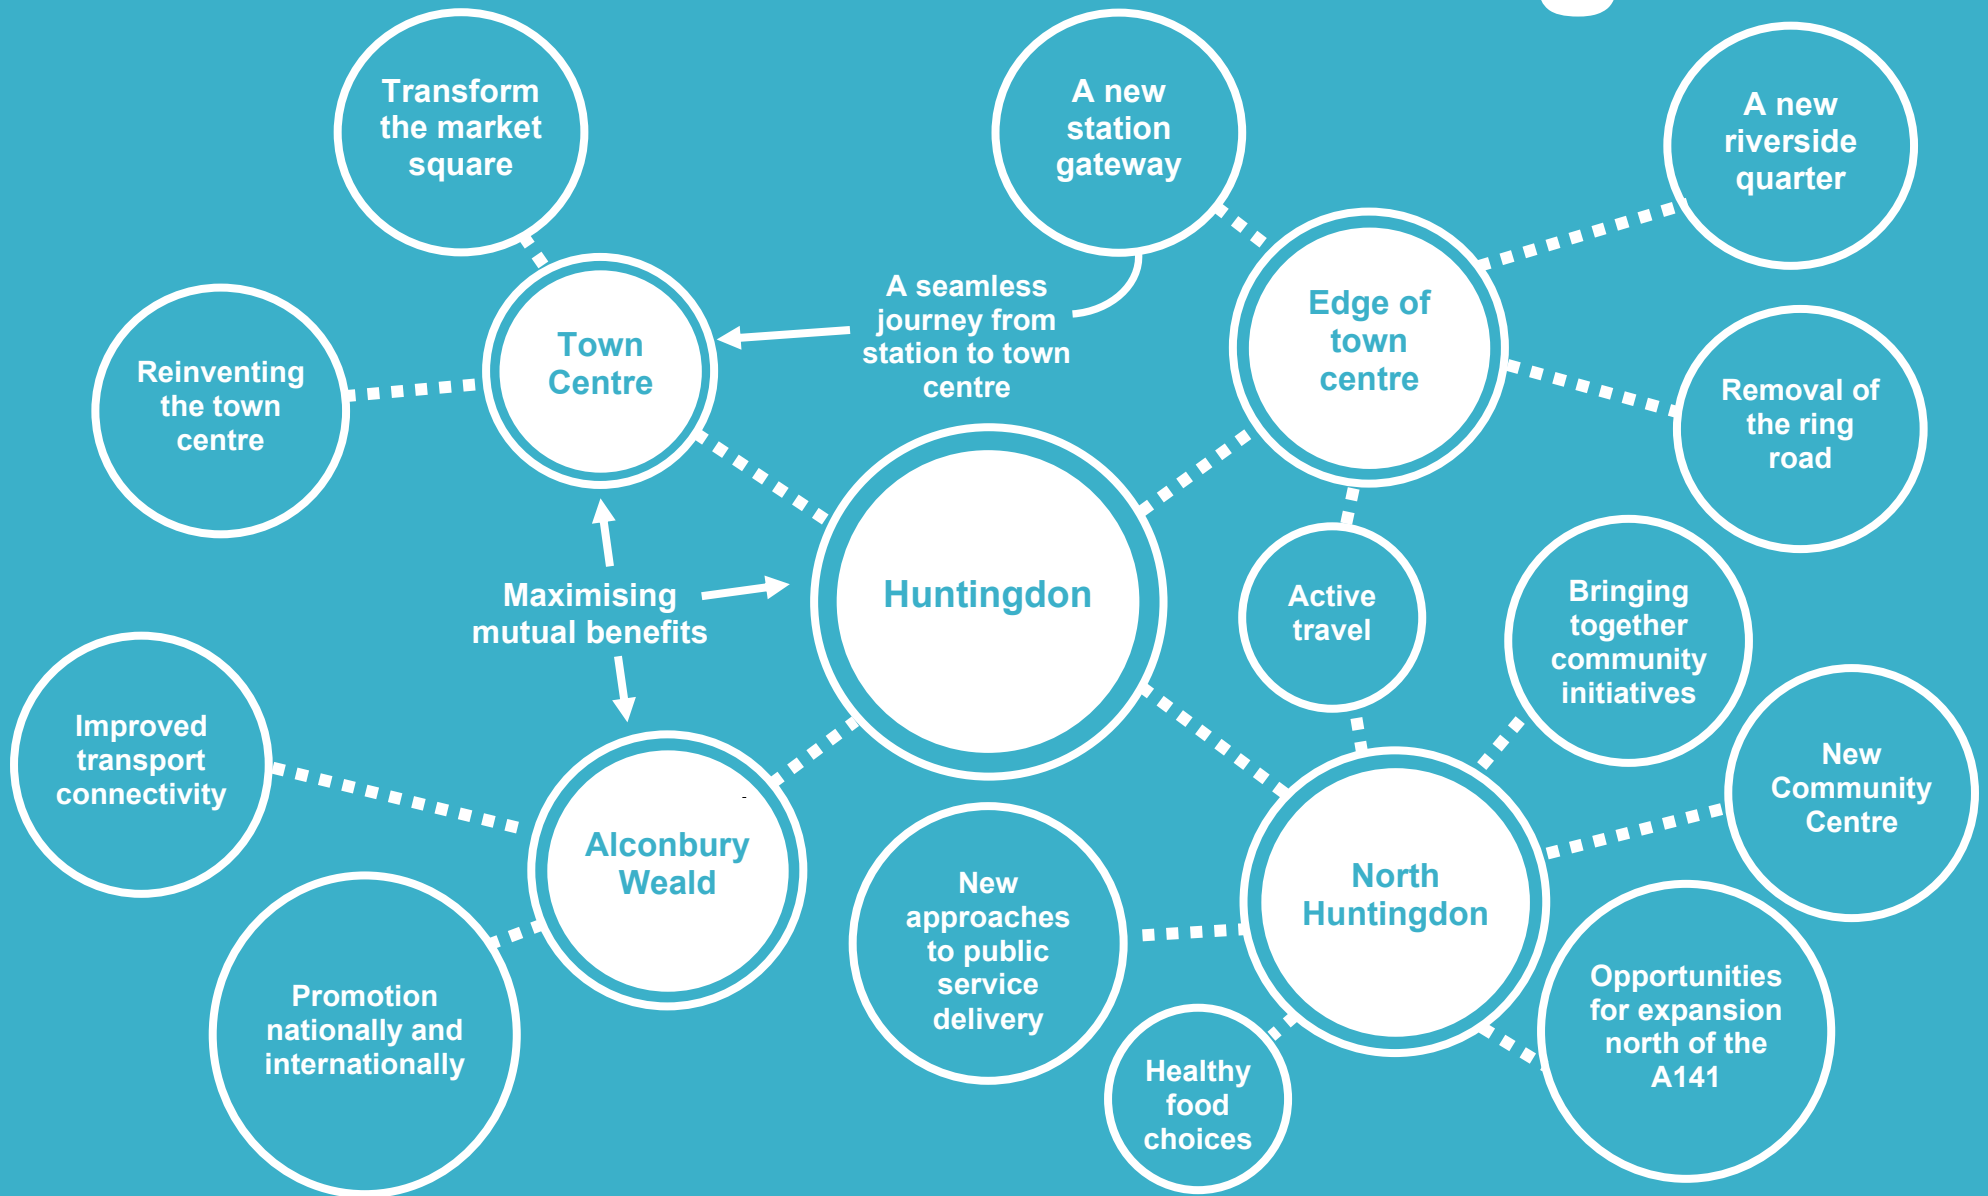 Transform
the market
square
A new
station
gateway
A new
riverside
quarter
A seamless
journey from
station to town
centre
Edge of
town
centre
Town
Centre
Reinventing
the town
centre
Removal of
the ring
road
Huntingdon
Maximising
mutual benefits
Active
travel
Bringing
together
community
initiatives
Improved
transport
connectivity
New
Community
Centre
Alconbury
Weald
New
approaches
to public
service
delivery
North
Huntingdon
Promotion
nationally and
internationally
Opportunities
for expansion
north of the
A141
Healthy
food
choices